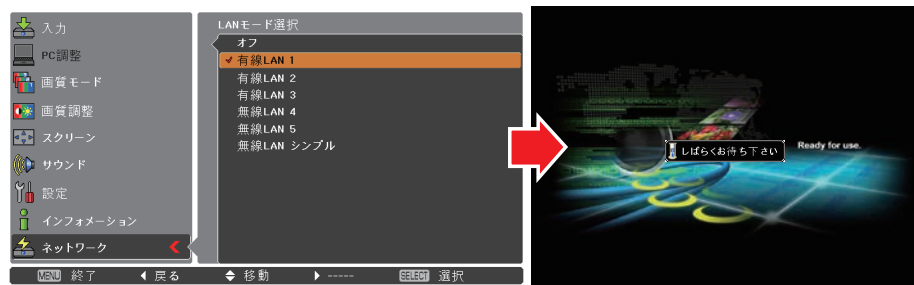 入力
PC調整
画質モード
画質調整
スクリーン
サウンド
設定
インフォメーション
ネットワーク
LANモード選択
オフ
✔ 有線LAN 1
有線LAN 2
有線LAN 3
無線LAN 4
無線LAN 5
無線LAN シンプル
MENU 終了 ◀ 戻る ◆ 移動 ▶ ----- SELECT 選択
しばらくお待ち下さい
Ready for use.